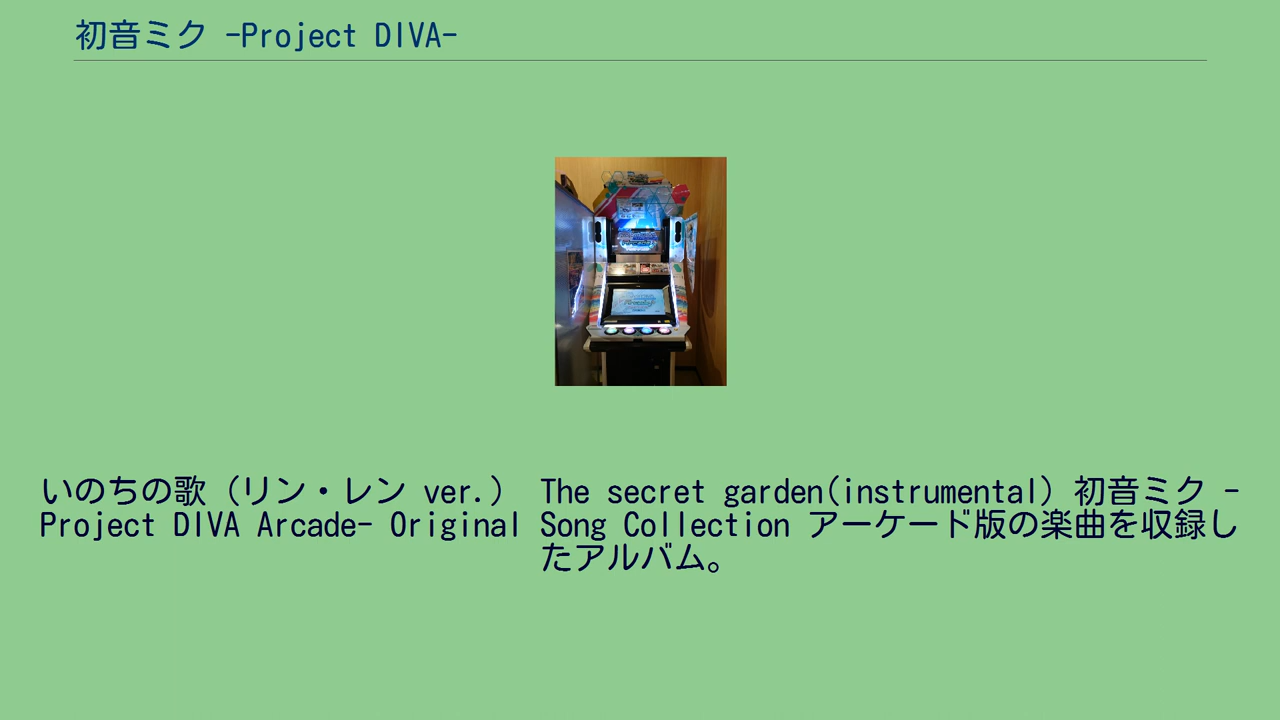 初音ミク -Project DIVA-
いのちの歌（リン・レン ver.） The secret garden(instrumental) 初音ミク -
Project DIVA Arcade- Original Song Collection アーケード版の楽曲を収録し
たアルバム。